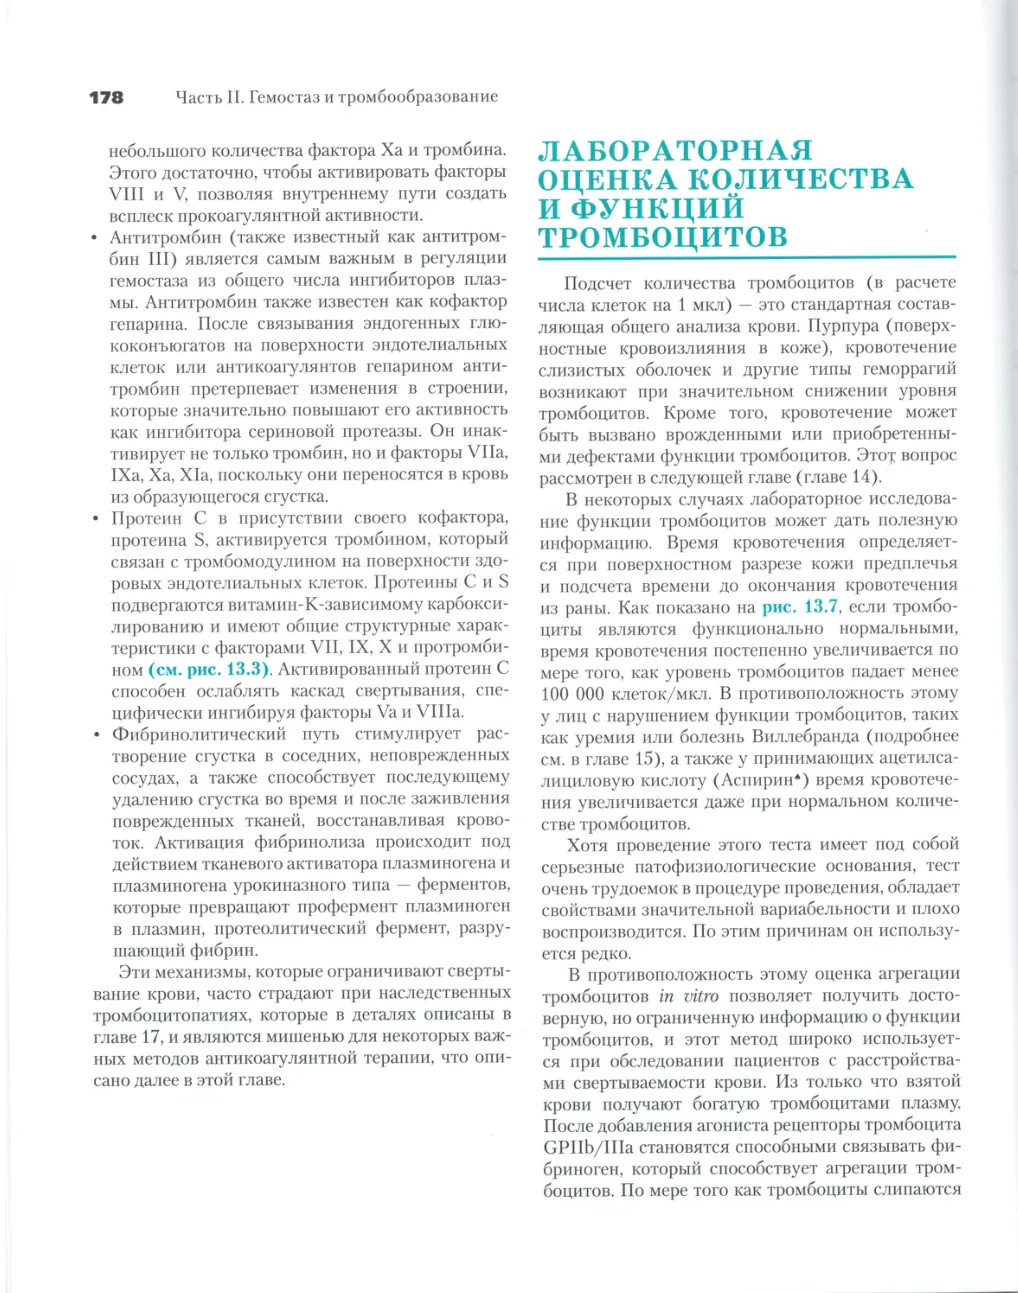 178 Часть II. Гемостаз и тромбообразование
небольшого количества фактора Xa и тромбина.
Этого достаточно, чтобы активировать факторы
VIII и V, позволяя внутреннему пути создать
всплеск прокоагулянтной активности.
• Антитромбин (также известный как антитром-
бин III) является самым важным в регуляции
гемостаза из общего числа ингибиторов плаз-
мы. Антитромбин также известен как кофактор
гепарина. После связывания эндогенных глю-
коконъюгатов на поверхности эндотелиальных
клеток или антикоагулянтов гепарином анти-
тромбин претерпевает изменения в строении,
которые значительно повышают его активность
как ингибитора сериновой протеазы. Он инак-
тивирует не только тромбин, но и факторы VIIa,
IXa, Xa, XIa, поскольку они переносятся в кровь
из образующегося сгустка.
• Протеин C в присутствии своего кофактора,
протеина S, активируется тромбином, который
связан с тромбомодулином на поверхности здо-
ровых эндотелиальных клеток. Протеины C и S
подвергаются витамин-K-зависимому карбокси-
лированию и имеют общие структурные харак-
теристики с факторами VII, IX, X и протромби-
ном (см. рис. 13.3). Активированный протеин C
способен ослаблять каскад свертывания, спе-
цифически ингибируя факторы Va и VIIIa.
• Фибринолитический путь стимулирует рас-
творение сгустка в соседних, неповрежденных
сосудах, а также способствует последующему
удалению сгустка во время и после заживления
поврежденных тканей, восстанавливая крово-
ток. Активация фибринолиза происходит под
действием тканевого активатора плазминогена и
плазминогена урокиназного типа — ферментов,
которые превращают профермент плазминоген
в плазмин, протеолитический фермент, разру-
шающий фибрин.
Эти механизмы, которые ограничивают сверты-
вание крови, часто страдают при наследственных
тромбоцитопатиях, которые в деталях описаны в
главе 17, и являются мишенью для некоторых важ-
ных методов антикоагулянтной терапии, что опи-
сано далее в этой главе.
ЛАБОРАТОРНАЯ
ОЦЕНКА КОЛИЧЕСТВА
И ФУНКЦИЙ
ТРОМБОЦИТОВ
Подсчет количества тромбоцитов (в расчете
числа клеток на 1 мкл) — это стандартная состав-
ляющая общего анализа крови. Пурпура (поверх-
ностные кровоизлияния в коже), кровотечение
слизистых оболочек и другие типы геморрагий
возникают при значительном снижении уровня
тромбоцитов. Кроме того, кровотечение может
быть вызвано врожденными или приобретенны-
ми дефектами функции тромбоцитов. Этот вопрос
рассмотрен в следующей главе (главе 14).
В некоторых случаях лабораторное исследова-
ние функции тромбоцитов может дать полезную
информацию. Время кровотечения определяет-
ся при поверхностном разрезе кожи предплечья
и подсчета времени до окончания кровотечения
из раны. Как показано на рис. 13.7, если тромбо-
циты являются функционально нормальными,
время кровотечения постепенно увеличивается по
мере того, как уровень тромбоцитов падает менее
100 000 клеток/мкл. В противоположность этому
у лиц с нарушением функции тромбоцитов, таких
как уремия или болезнь Виллебранда (подробнее
см. в главе 15), а также у принимающих ацетилса-
лициловую кислоту (Аспирин♠) время кровотече-
ния увеличивается даже при нормальном количе-
стве тромбоцитов.
Хотя проведение этого теста имеет под собой
серьезные патофизиологические основания, тест
очень трудоемок в процедуре проведения, обладает
свойствами значительной вариабельности и плохо
воспроизводится. По этим причинам он использу-
ется редко.
В противоположность этому оценка агрегации
тромбоцитов in vitro позволяет получить досто-
верную, но ограниченную информацию о функции
тромбоцитов, и этот метод широко использует-
ся при обследовании пациентов с расстройства-
ми свертываемости крови. Из только что взятой
крови получают богатую тромбоцитами плазму.
После добавления агониста рецепторы тромбоцита
GPIIb/IIIa становятся способными связывать фи-
бриноген, который способствует агрегации тром-
боцитов. По мере того как тромбоциты слипаются